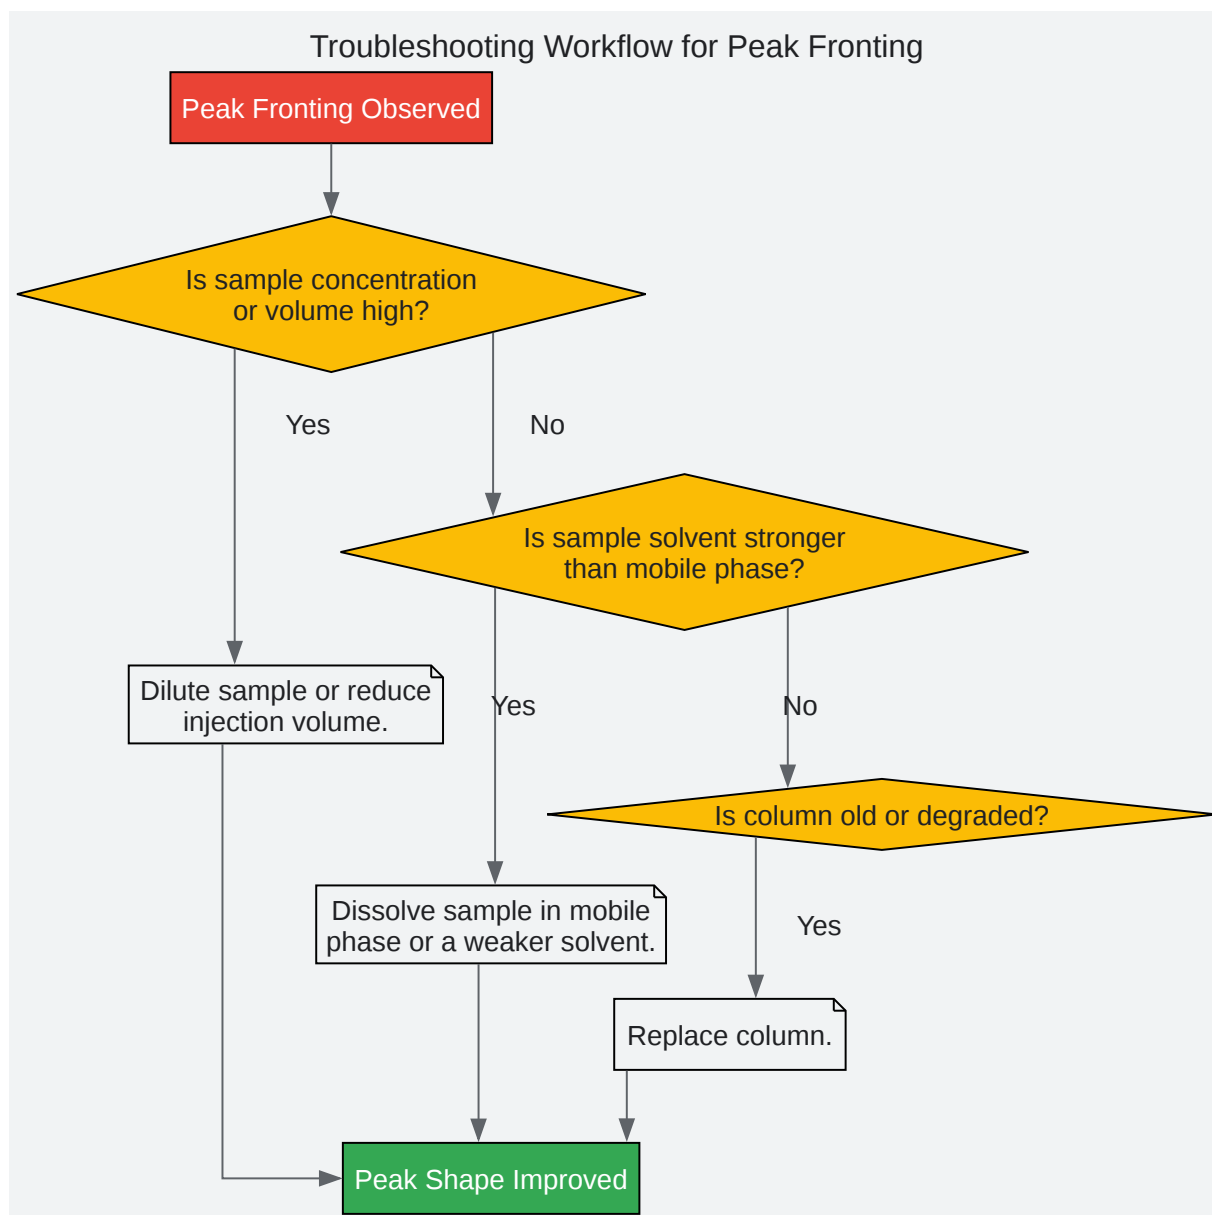 Troubleshooting Workflow for Peak Fronting
Peak Fronting Observed
Is sample concentration
or volume high?
Yes
No
Is sample solvent stronger
than mobile phase?
Dilute sample or reduce
injection volume.
Yes
No
Is column old or degraded?
Dissolve sample in mobile
phase or a weaker solvent.
Yes
Replace column.
Peak Shape Improved